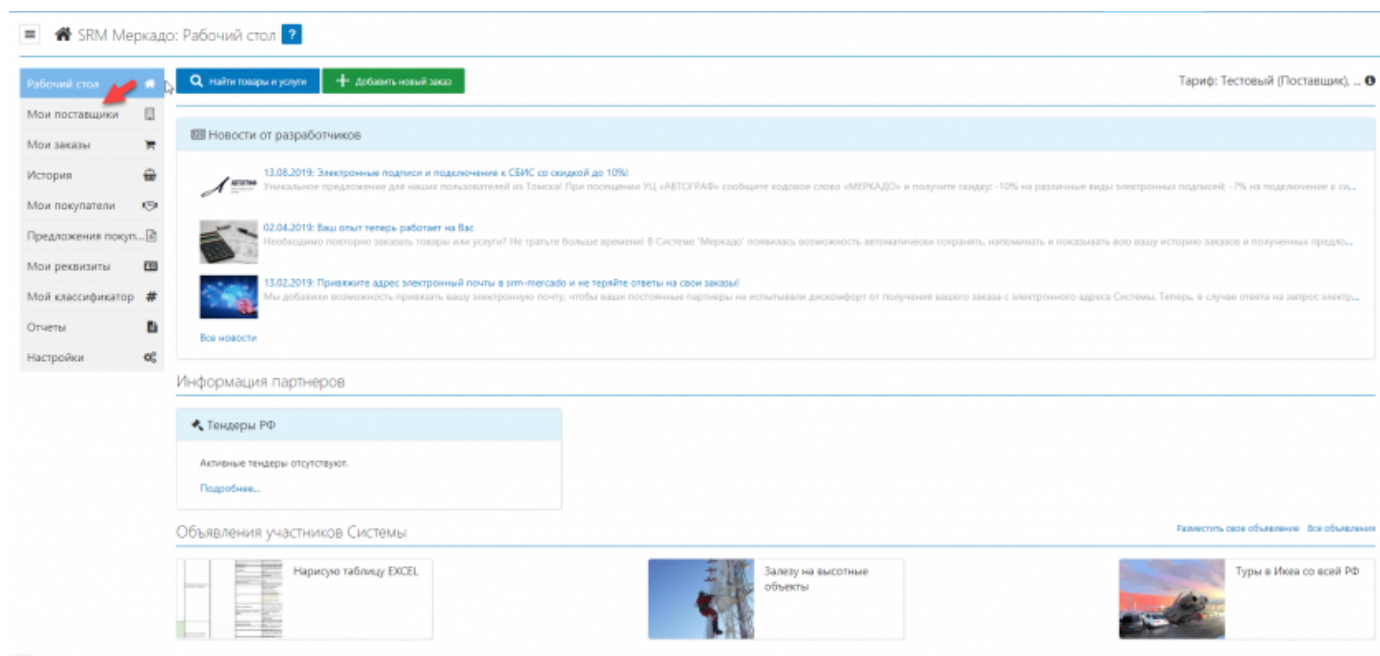 SRM Меркадо: Рабочий стол ?
Рабочий стол
Мои поставщики
Мои заказы
История
Мои покупатели
Предложения покуп...
Мои реквизиты
Мой классификатор #
Отчеты
Настройки
Найти товары и услуги
Добавить новый заказ
Тариф: Тестовый (Поставщик), ...
Новости от разработчиков
13.08.2019: Электронные подписи и подключение к СБИС со скидкой до 10%!
Уникальное предложение для наших пользователей из Томска! При посещении УЦ «АВТОГРАФ» сообщите кодовое слово «МЕРКАДО» и получите скидку: -10% на различные виды электронных подписей; -7% на подключение к си...
02.04.2019: Ваш опыт теперь работает на Вас
Необходимо повторно заказать товары или услуги? Не тратьте больше времени! В Системе 'Меркадо' появилась возможность автоматически сохранять, напоминать и показывать всю вашу историю заказов и полученных предло...
13.02.2019: Привяжите адрес электронный почты в srm-mercado и не теряйте ответы на свои заказы!
Мы добавили возможность привязать вашу электронную почту, чтобы ваши постоянные партнеры не испытывали дискомфорт от получения вашего заказа с электронного адреса Системы. Теперь, в случае ответа на запрос электр...
Все новости
Информация партнеров
Тендеры РФ
Активные тендеры отсутствуют.
Подробнее...
Объявления участников Системы
Разместить свое объявление Все объявления
Нарисую таблицу EXCEL
Залезу на высотные
объекты
Туры в Икеа со всей РФ